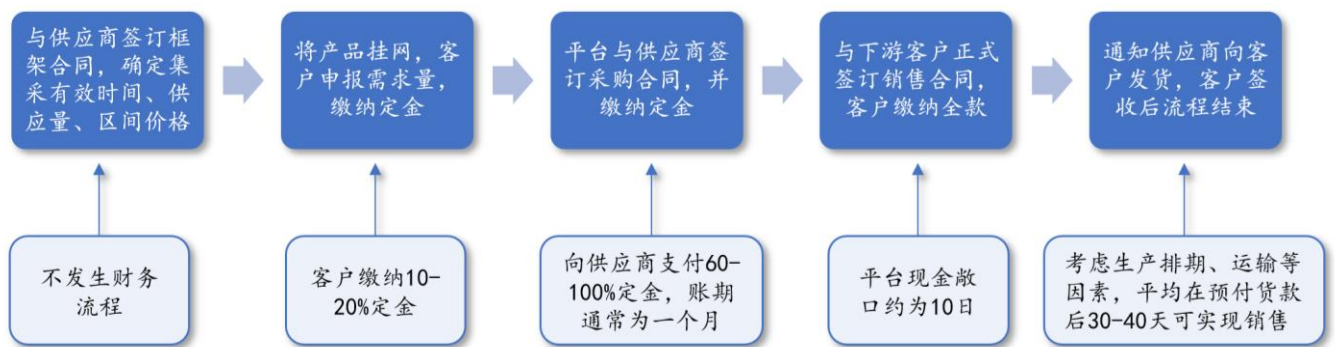 与供应商签订框
架合同，确定集
采有效时间、供
应量、区间价格
将产品挂网，客
户申报需求量，
缴纳定金
平台与供应商签
订采购合同，并
缴纳定金
与下游客户正式
签订销售合同，
客户缴纳全款
通知供应商向客
户发货，客户签
收后流程结束
不发生财务
流程
客户缴纳10-
20%定金
向供应商支付60-
100%定金，账期
通常为一个月
平台现金敞
口约为10日
考虑生产排期、运输等
因素，平均在预付货款
后30-40天可实现销售